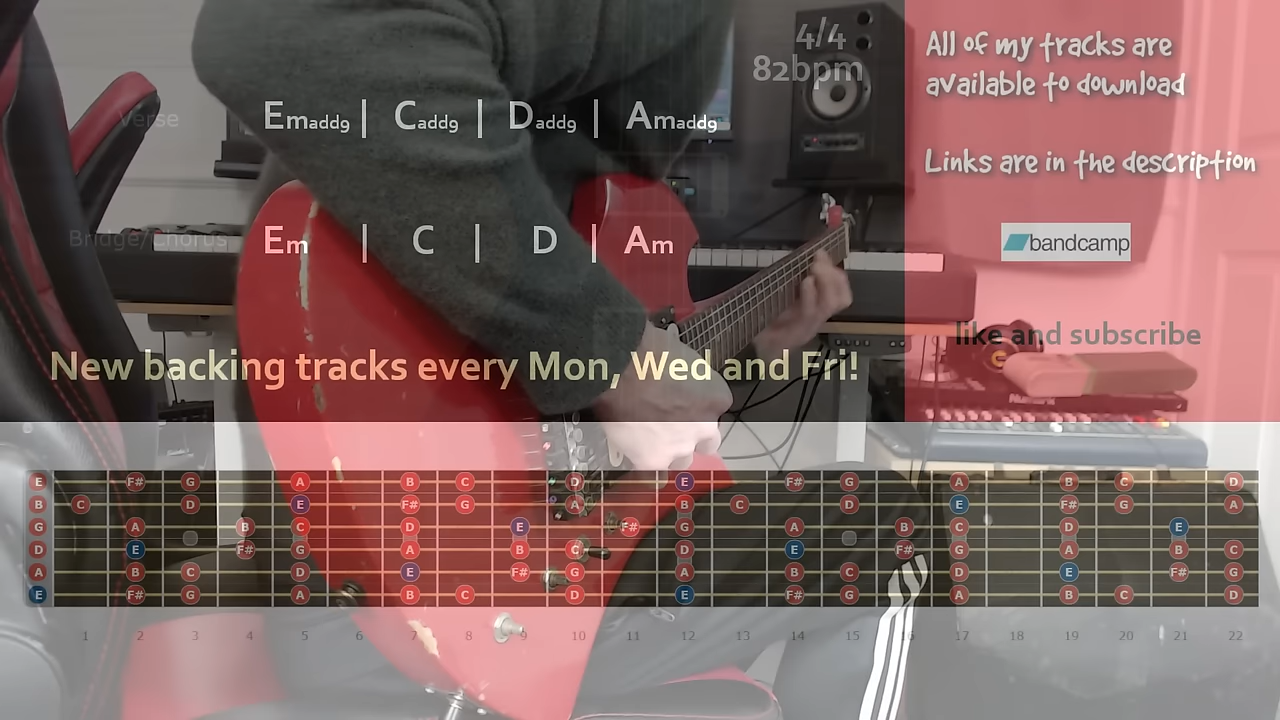 4/4
82bpm
Verse
Emadd9 | Cadd9 | Dadd9 | Amadd9
Bridge/Chorus
Em | C | D | Am
New backing tracks every Mon, Wed and Fri!
All of my tracks are
available to download
Links are in the description
bandcamp
like and subscribe
E F# G A B C D E F# G A B C D
B C D E F# G A B C D E F# G A
G A B C D E F# G A B C D E
D E F# G A B C D E F# G A B C
A B C D E F# G A B C D E F# G
E F# G A B C D E F# G A B C D
1 2 3 4 5 6 7 8 9 10 11 12 13 14 15 16 17 18 19 20 21 22